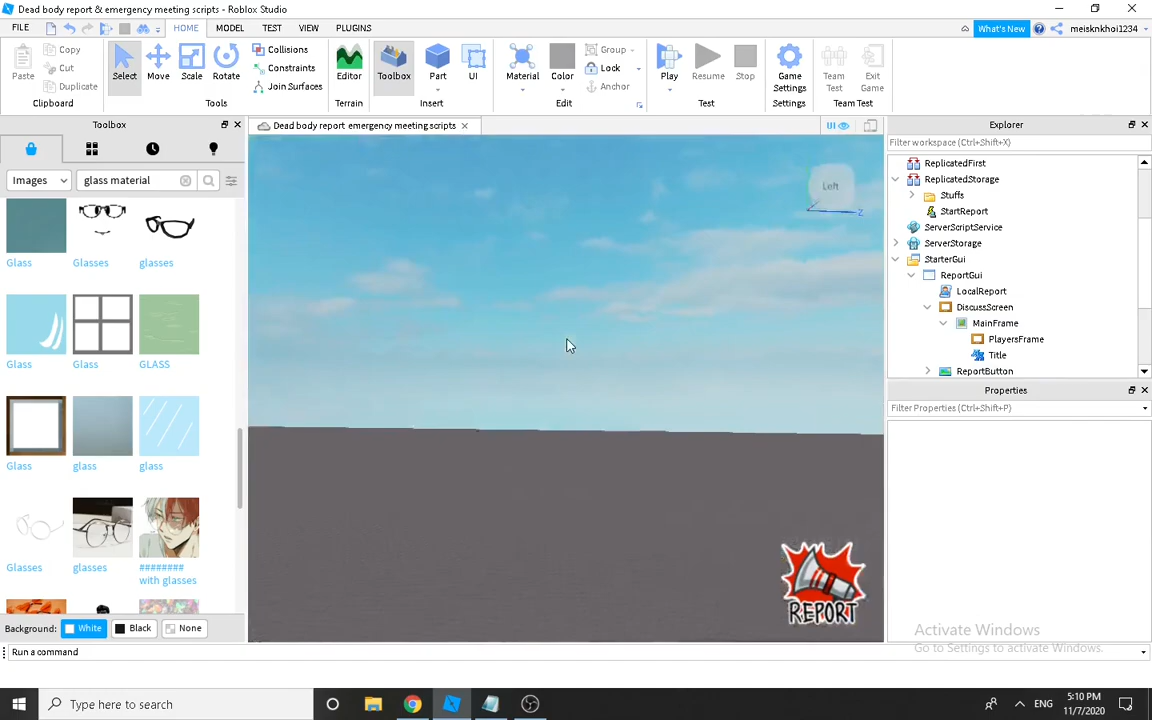 Dead body report & emergency meeting scripts - Roblox Studio
FILE HOME MODEL TEST VIEW PLUGINS What's New meisknkhoi1234
Paste Copy Cut Duplicate Clipboard
Select Move Scale Rotate Collisions Constraints Join Surfaces Tools
Editor Terrain
Toolbox Part UI Insert
Material Color Group Lock Anchor Edit
Play Resume Stop Test
Game Settings Settings
Team Test Exit Game Team Test
Toolbox
Dead body report emergency meeting scripts
UI
Explorer
Filter workspace (Ctrl+Shift+X)
Images glass material
Glass Glasses glasses
Glass Glass GLASS
Glass glass glass
Glasses glasses ######## with glasses
Background: White Black None
Left
Z
REPORT
ReplicatedFirst
ReplicatedStorage
Stuffs
StartReport
ServerScriptService
ServerStorage
StarterGui
ReportGui
LocalReport
DiscussScreen
MainFrame
PlayersFrame
Title
ReportButton
Properties
Filter Properties (Ctrl+Shift+P)
Activate Windows
Go to Settings to activate Windows.
Run a command
Type here to search
ENG
5:10 PM
11/7/2020